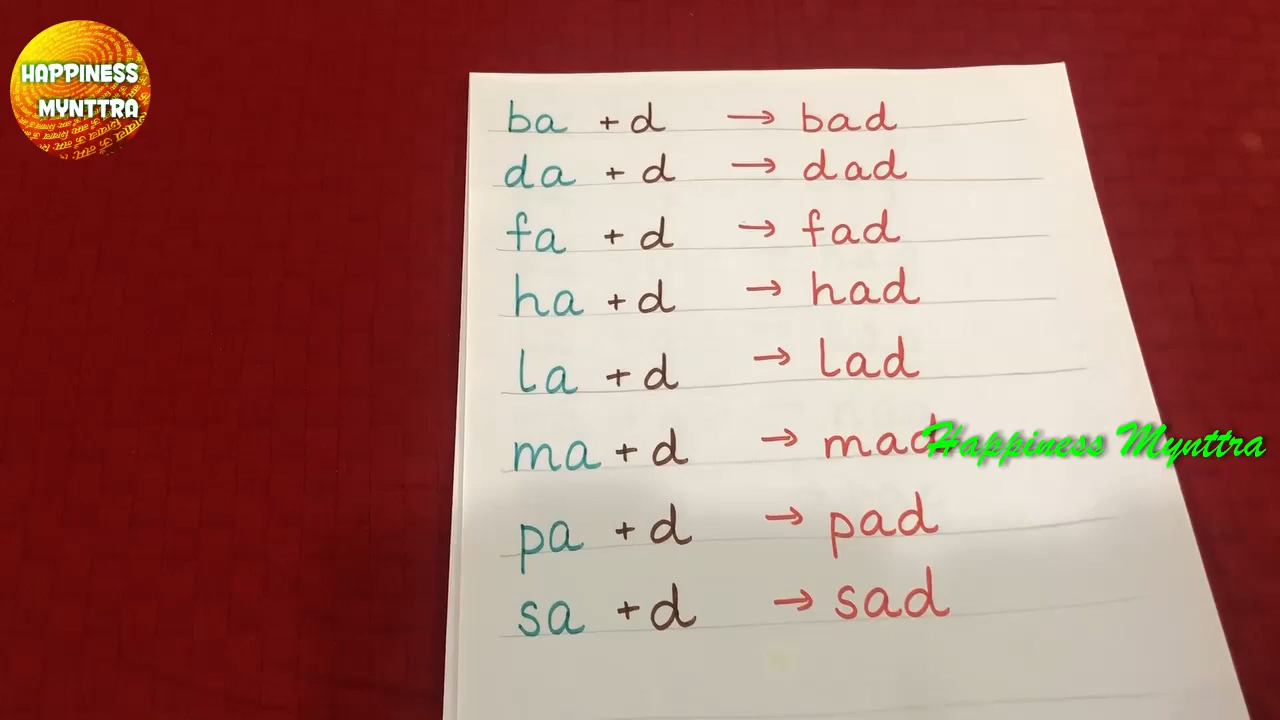 HAPPINESS
MYNTTRA
ba + d → bad
da + d → dad
fa + d → fad
ha + d → had
la + d → lad
ma + d → mad
Happiness Mynttra
pa + d → pad
sa + d → sad